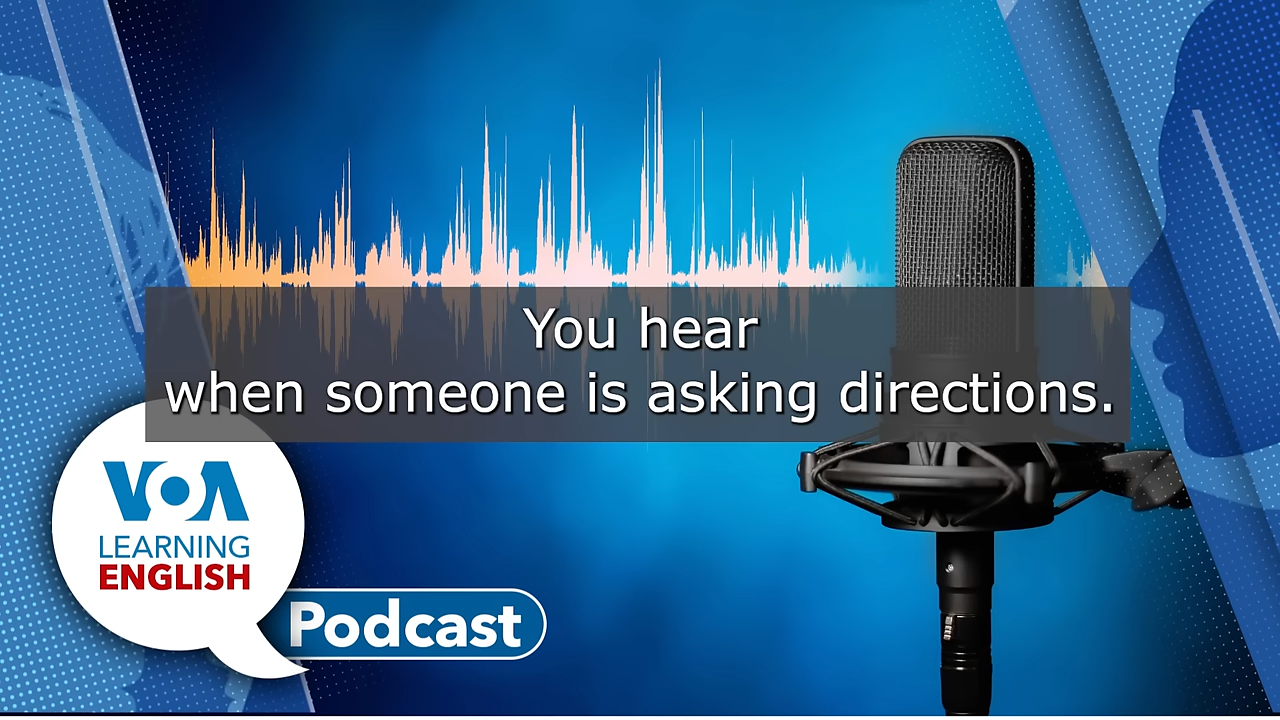 You hear
when someone is asking directions.
VOA
LEARNING
ENGLISH
Podcast